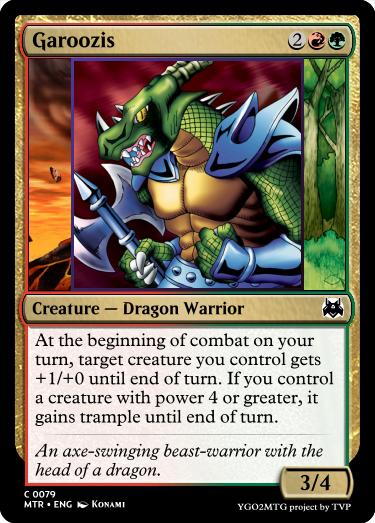 Garoozis 2
Creature — Dragon Warrior
At the beginning of combat on your
turn, target creature you control gets
+1/+0 until end of turn. If you control
a creature with power 4 or greater, it
gains trample until end of turn.
An axe-swinging beast-warrior with the
head of a dragon.
3/4
C 0079
MTR • ENG Konami
YGO2MTG project by TVP